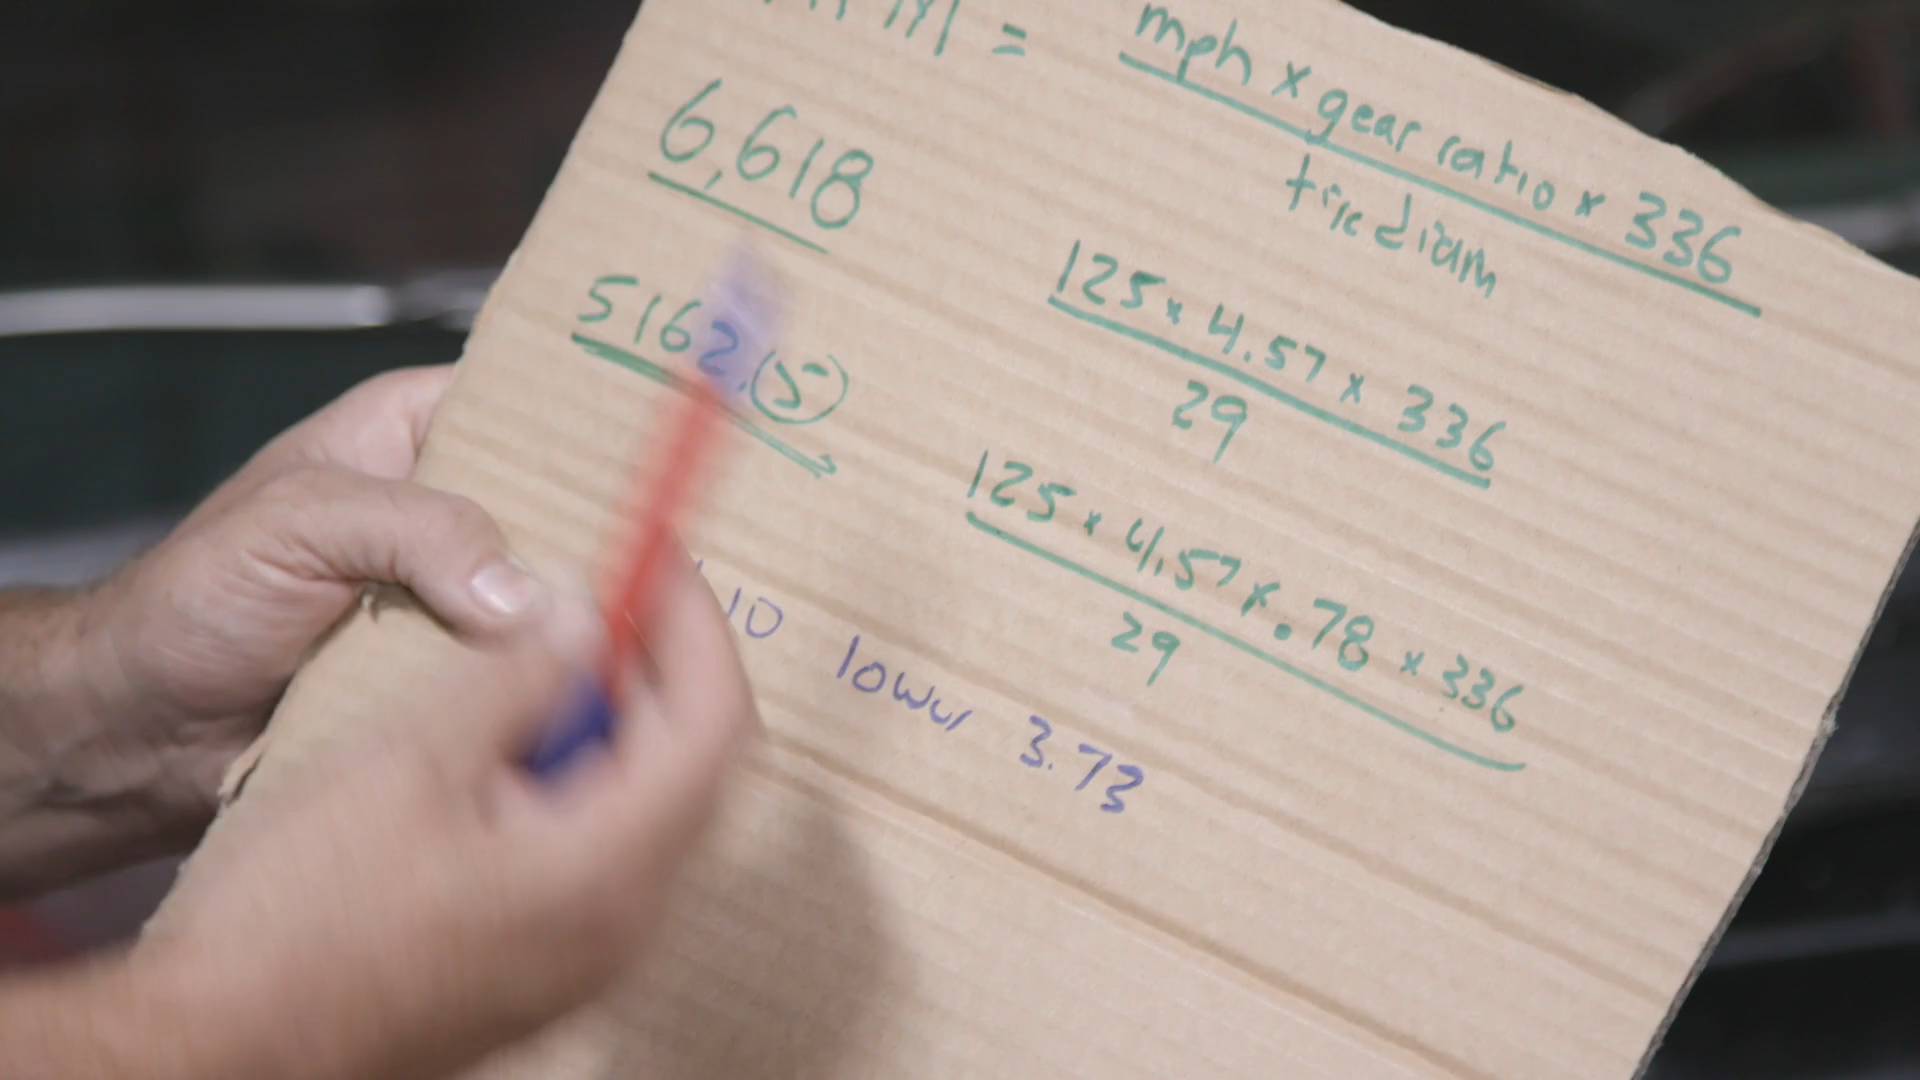 = mph x gear ratio x 336
tire diam
6,618
125 x 4.57 x 336
29
5162.5
125 x 4.57 x .78 x 336
29
lower 3.73